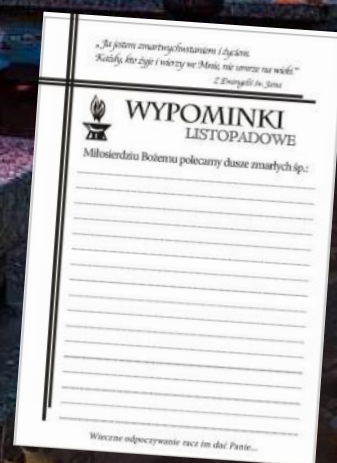 „Ja jestem zmartwychwstaniem i życiem.
Każdy, kto żyje i wierzy we Mnie, nie umrze na wieki."
Z Ewangelii św. Jana
WYPOMINKI
LISTOPADOWE
Miłosierdziu Bożemu polecamy dusze zmarłych śp.:
Wieczne odpoczywanie racz im dać Panie...